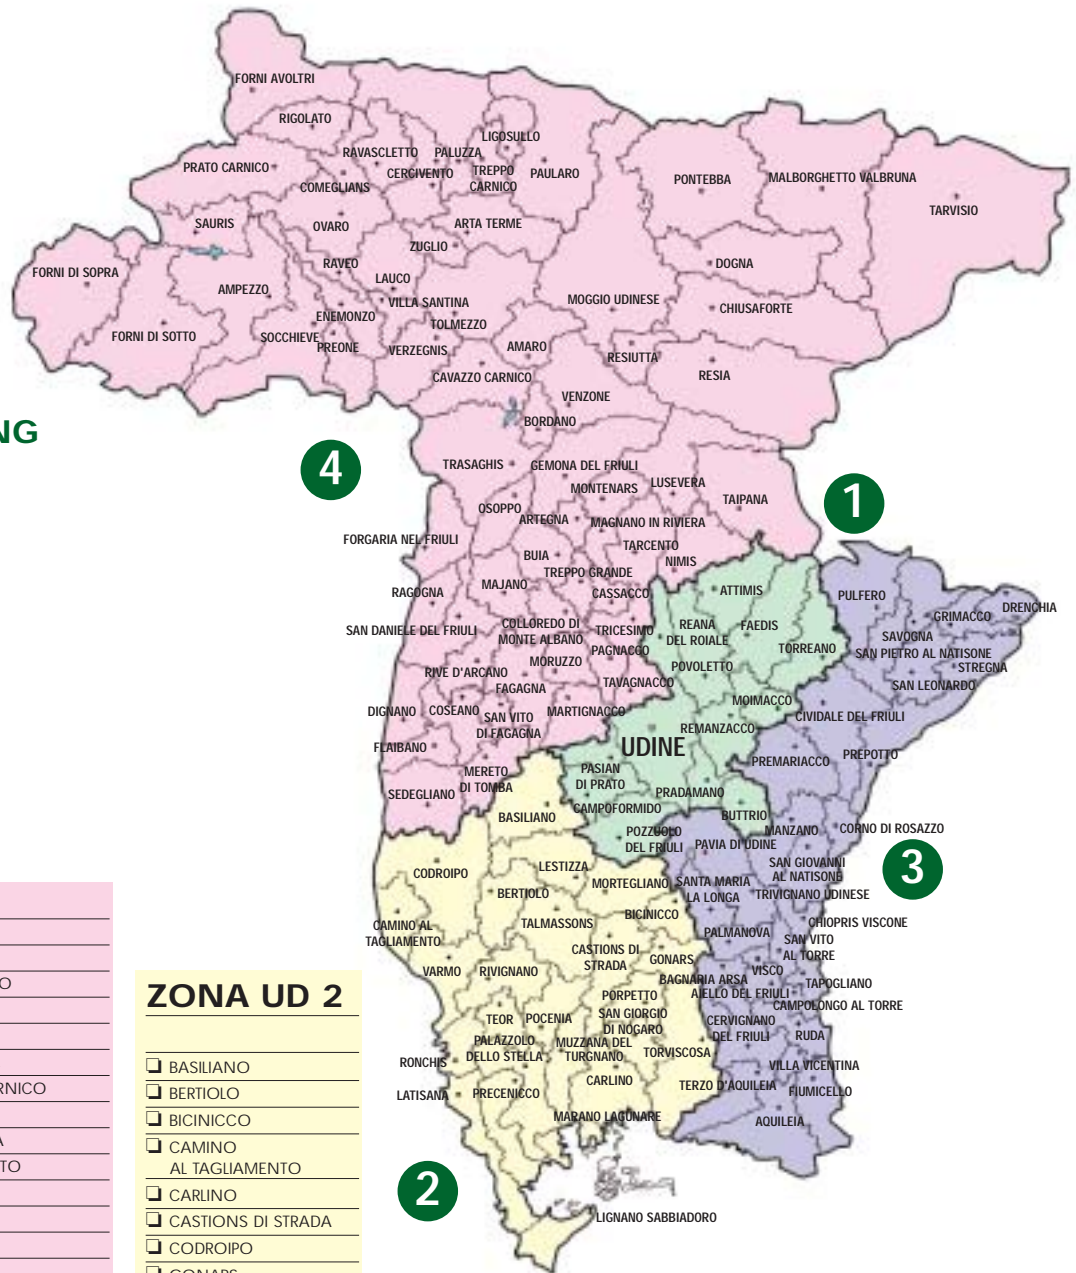 FORNI AVOLTRI
RIGOLATO
LIGOSULLO
RAVASCLETTO
PALUZZA
PRATO CARNICO
CERCIVENTO
TREPPO
CARNICO
PAULARO
COMEGLIANS
PONTEBBA
MALBORGHETTO VALBRUNA
TARVISIO
SAURIS
OVARO
ARTA TERME
ZUGLIO
FORNI DI SOPRA
RAVEO
DOGNA
LAUCO
AMPEZZO
VILLA SANTINA
MOGGIO UDINESE
CHIUSAFORTE
ENEMONZO
TOLMEZZO
FORNI DI SOTTO
SOCCHIEVE
PREONE
VERZEGNIS
AMARO
RESIUTTA
RESIA
CAVAZZO CARNICO
VENZONE
NG
BORDANO
4
TRASAGHIS
GEMONA DEL FRIULI
MONTENARS
LUSEVERA
TAIPANA
1
OSOPPO
ARTEGNA
MAGNANO IN RIVIERA
FORGARIA NEL FRIULI
TARCENTO
BUIA
NIMIS
TREPPO GRANDE
MAJANO
CASSACCO
RAGOGNA
ATTIMIS
PULFERO
DRENCHIA
GRIMACCO
COLLOREDO DI
MONTE ALBANO
SAN DANIELE DEL FRIULI
TRICESIMO
REANA
DEL ROIALE
FAEDIS
SAVOGNA
TORREANO
SAN PIETRO AL NATISONE
PAGNACCO
MORUZZO
POVOLETTO
STREGNA
RIVE D'ARCANO
FAGAGNA
TAVAGNACCO
SAN LEONARDO
MOIMACCO
DIGNANO
COSEANO
SAN VITO
DI FAGAGNA
MARTIGNACCO
CIVIDALE DEL FRIULI
REMANZACCO
FLAIBANO
UDINE
PREMARIACCO
PREPOTTO
MERETO
DI TOMBA
PASIAN
DI PRATO
SEDEGLIANO
PRADAMANO
CAMPOFORMIDO
BUTTRIO
BASILIANO
MANZANO
CORNO DI ROSAZZO
POZZUOLO
DEL FRIULI
PAVIA DI UDINE
SAN GIOVANNI
AL NATISONE
3
CODROIPO
LESTIZZA
MORTEGLIANO
SANTA MARIA
LA LONGA
TRIVIGNANO UDINESE
BERTIOLO
BICINICCO
CAMINO AL
TAGLIAMENTO
TALMASSONS
CHIOPRIS VISCONE
PALMANOVA
SAN VITO
AL TORRE
CASTIONS DI
STRADA
GONARS
VARMO
RIVIGNANO
VISCO
BAGNARIA ARSA
TAPOGLIANO
AIELLO DEL FRIULI
PORPETTO
CAMPOLONGO AL TORRE
SAN GIORGIO
DI NOGARO
TEOR
POCENIA
CERVIGNANO
DEL FRIULI
RUDA
PALAZZOLO
DELLO STELLA
MUZZANA DEL
TURGNANO
TORVISCOSA
RONCHIS
VILLA VICENTINA
CARLINO
TERZO D'AQUILEIA
FIUMICELLO
LATISANA
PRECENICCO
MARANO LAGUNARE
AQUILEIA
2
LIGNANO SABBIADORO
O
RNICO
A
TO
ZONA UD 2
❏ BASILIANO
❏ BERTIOLO
❏ BICINICCO
❏ CAMINO
AL TAGLIAMENTO
❏ CARLINO
❏ CASTIONS DI STRADA
❏ CODROIPO
❏ GONARS